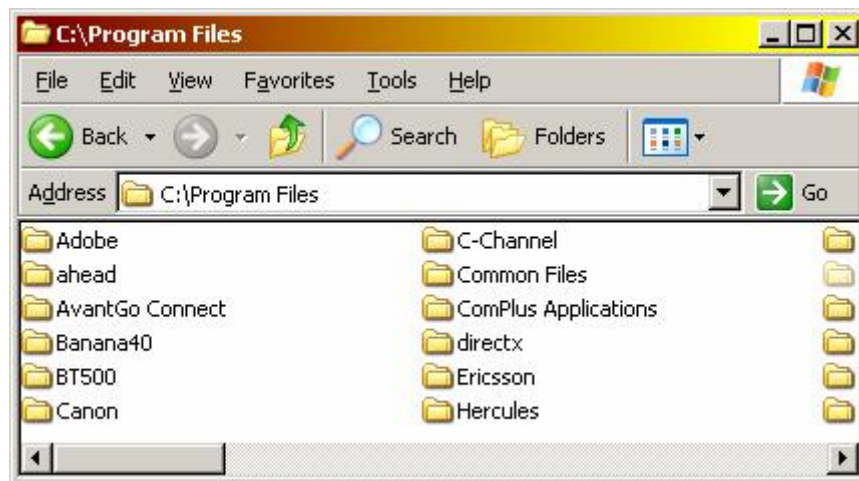 C:\Program Files
File Edit View Favorites Tools Help
Back Search Folders
Address C:\Program Files Go
Adobe C-Channel
ahead Common Files
AvantGo Connect ComPlus Applications
Banana40 directx
BT500 Ericsson
Canon Hercules